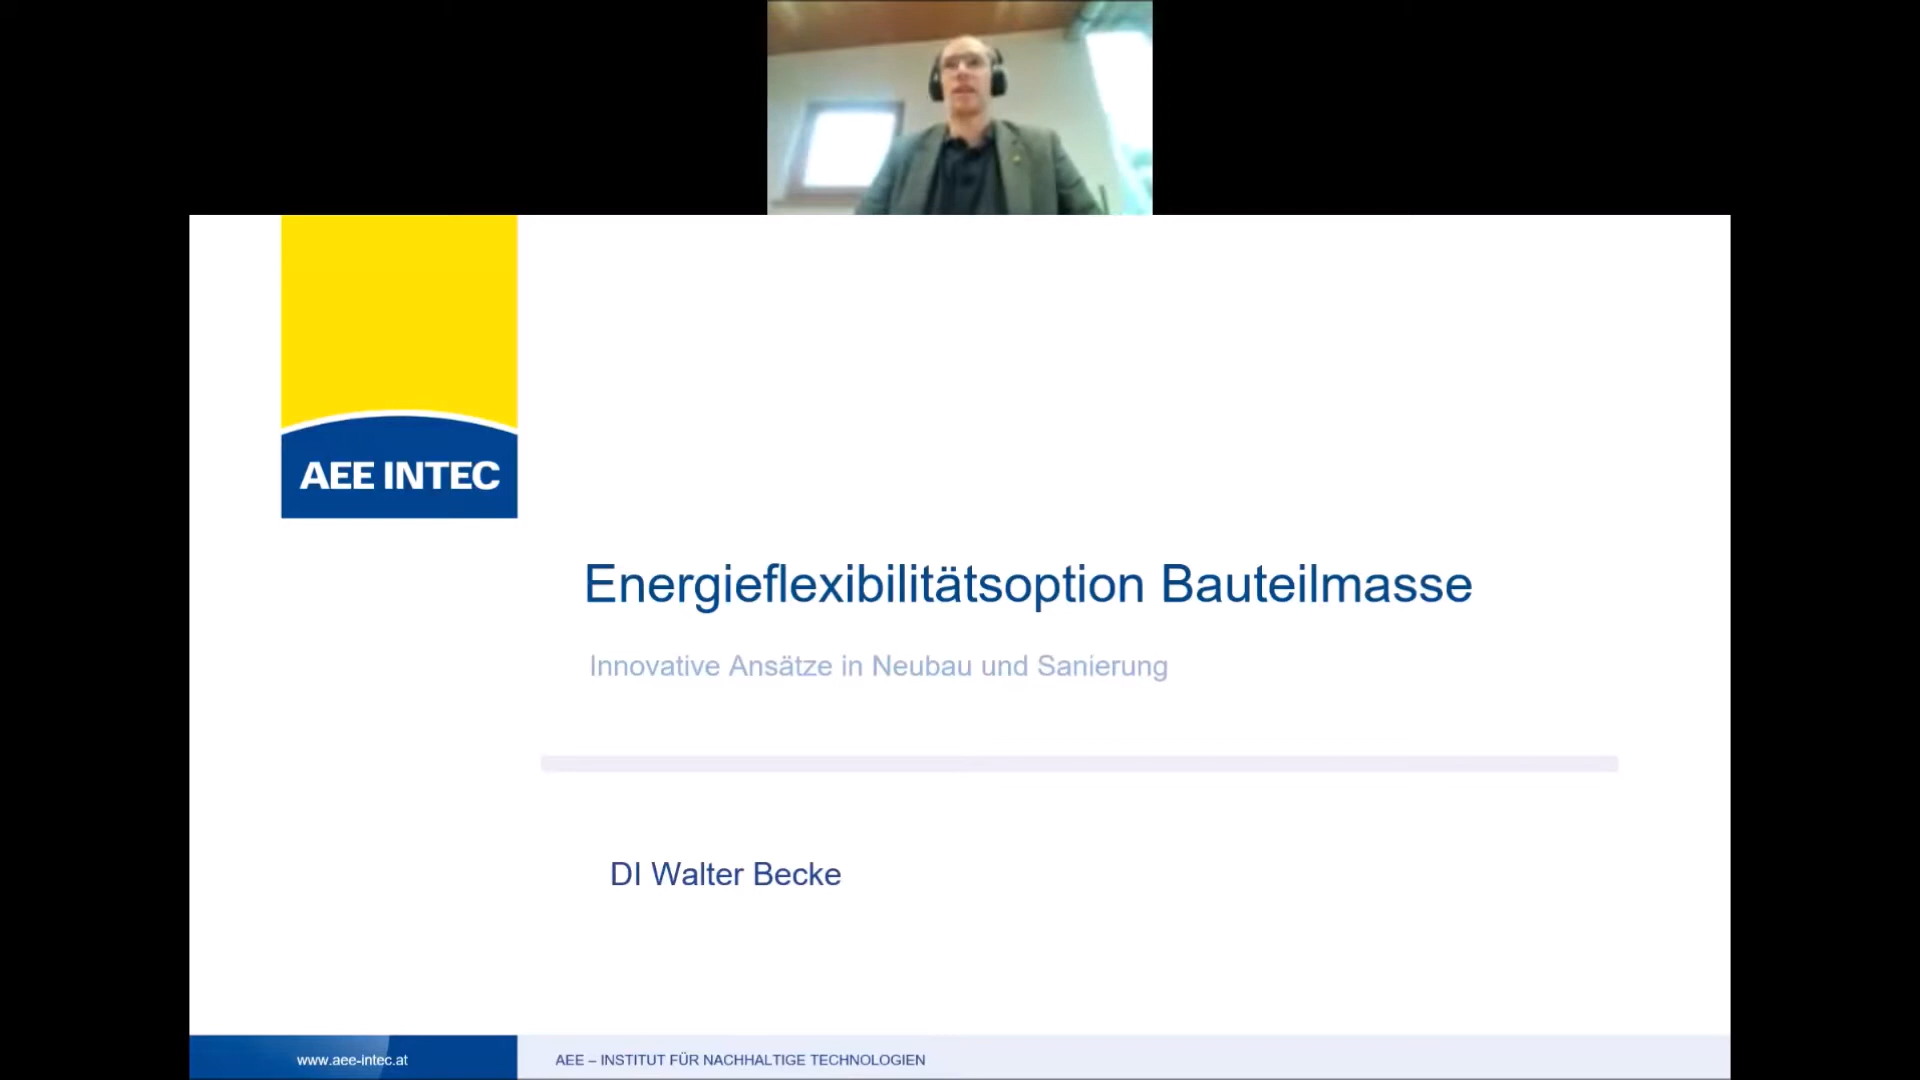 AEE INTEC
Energieflexibilitätsoption Bauteilmasse
Innovative Ansätze in Neubau und Sanierung
DI Walter Becke
www.aee-intec.at
AEE – INSTITUT FÜR NACHHALTIGE TECHNOLOGIEN